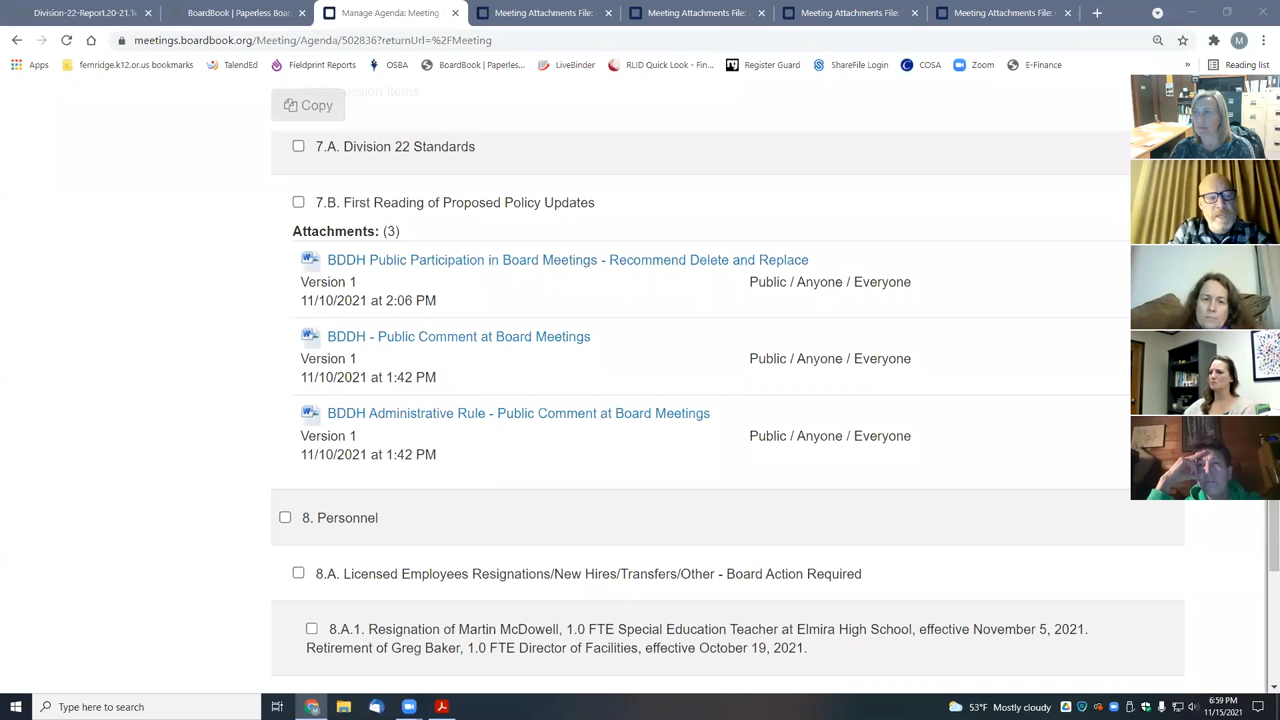 Division-22-Report.20-21.Te
BoardBook | Paperless Board
Manage Agenda: Meeting -
Meeting Attachments File:
Meeting Attachments File:
Meeting Attachments File:
Meeting Attachments File:
meetings.boardbook.org/Meeting/Agenda/502836?returnUrl=%2FMeeting
M
Apps
fernridge.k12.or.us bookmarks
TalendEd
Fieldprint Reports
OSBA
BoardBook | Paperles...
LiveBinder
RLID Quick Look - Fin...
Register Guard
ShareFile Login
COSA
Zoom
E-Finance
»
Reading list
ussion Items
Copy
7.A. Division 22 Standards
7.B. First Reading of Proposed Policy Updates
Attachments: (3)
BDDH Public Participation in Board Meetings - Recommend Delete and Replace
Version 1
Public / Anyone / Everyone
11/10/2021 at 2:06 PM
BDDH - Public Comment at Board Meetings
Version 1
Public / Anyone / Everyone
11/10/2021 at 1:42 PM
BDDH Administrative Rule - Public Comment at Board Meetings
Version 1
Public / Anyone / Everyone
11/10/2021 at 1:42 PM
8. Personnel
8.A. Licensed Employees Resignations/New Hires/Transfers/Other - Board Action Required
8.A.1. Resignation of Martin McDowell, 1.0 FTE Special Education Teacher at Elmira High School, effective November 5, 2021.
Retirement of Greg Baker, 1.0 FTE Director of Facilities, effective October 19, 2021.
Type here to search
53°F Mostly cloudy
6:59 PM
11/15/2021